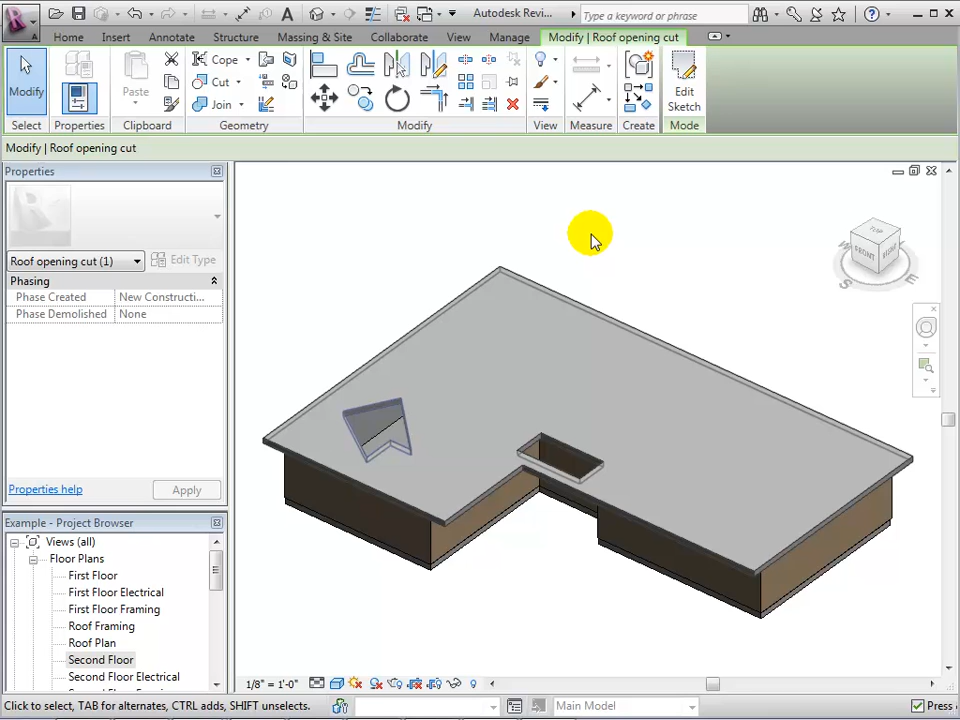 Autodesk Revi...
Type a keyword or phrase
Home Insert Annotate Structure Massing & Site Collaborate View Manage Modify | Roof opening cut
Modify
Paste
Cope
Cut
Join
Edit
Sketch
Select Properties Clipboard Geometry Modify View Measure Create Mode
Modify | Roof opening cut
Properties
Roof opening cut (1) Edit Type
Phasing
Phase Created New Constructi...
Phase Demolished None
Properties help Apply
Example - Project Browser
Views (all)
Floor Plans
First Floor
First Floor Electrical
First Floor Framing
Roof Framing
Roof Plan
Second Floor
Second Floor Electrical
TOP
FRONT
W
S
E
1/8" = 1'-0"
Click to select, TAB for alternates, CTRL adds, SHIFT unselects.
Main Model
Press